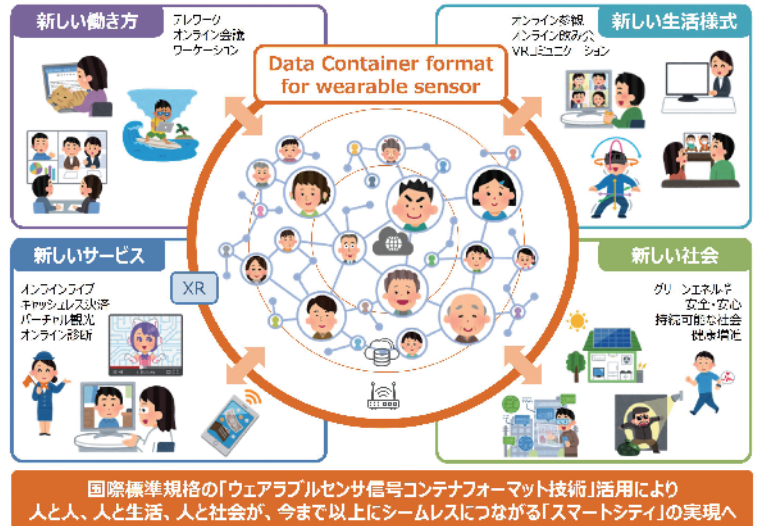 新しい働き方
テレワーク
オンライン会議
ワーケーション
Data Container format
for wearable sensor
オンライン参観
オンライン飲み会
VRコミュニケーション
新しい生活様式
新しいサービス
オンラインライブ
キャッシュレス決済
バーチャル観光
オンライン診断
XR
新しい社会
グリーンエネルギ
安全・安心
持続可能な社会
健康増進
国際標準規格の「ウェアラブルセンサ信号コンテナフォーマット技術」活用により
人と人、人と生活、人と社会が、今まで以上にシームレスにつながる「スマートシティ」の実現へ